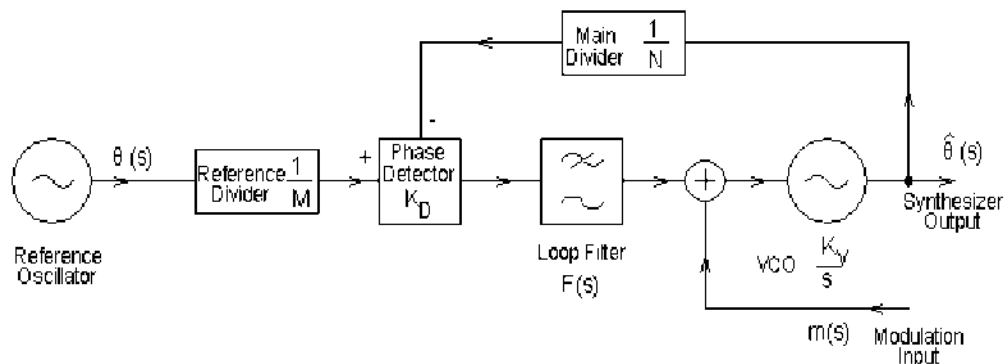 Main
Divider
1
N
θ (s)
Reference
Divider
1
M
+
-
Phase
Detector
K_D
+
θ̂ (s)
Synthesizer
Output
Reference
Oscillator
Loop Filter
F(s)
VCO
K_v
s
m(s)
Modulation
Input